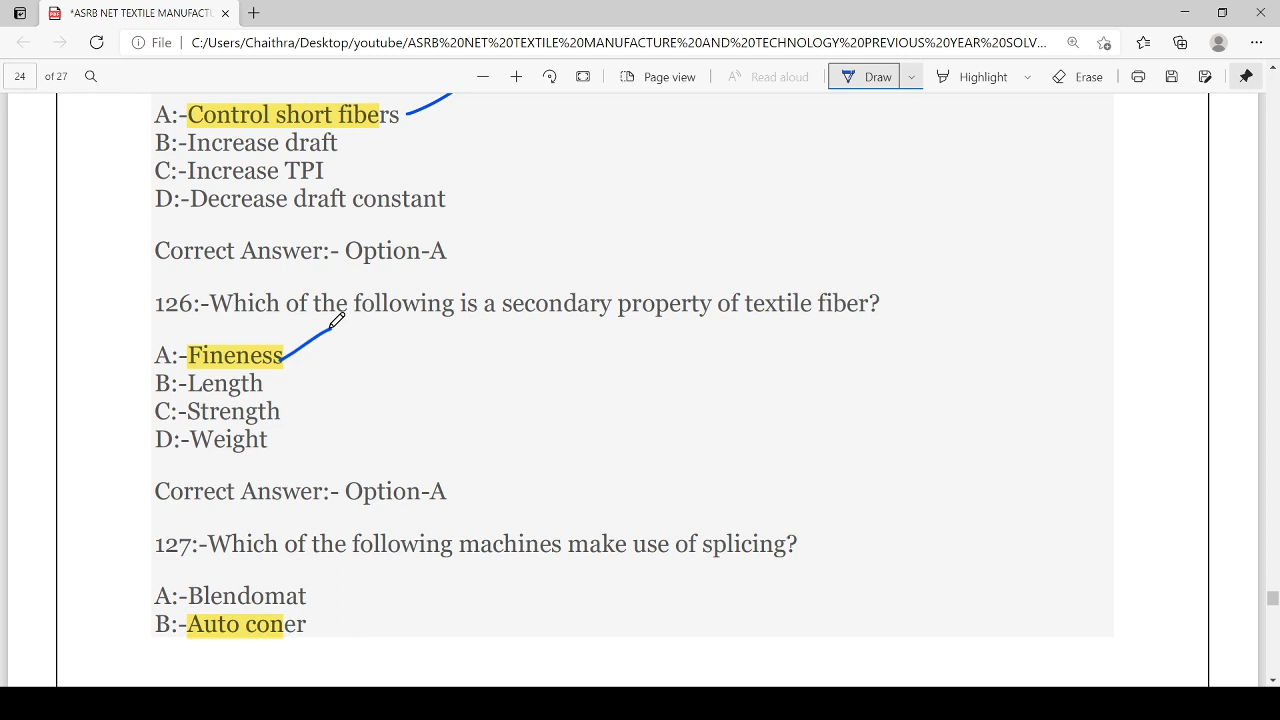 *ASRB NET TEXTILE MANUFACTU
File
C:/Users/Chaithra/Desktop/youtube/ASRB%20NET%20TEXTILE%20MANUFACTURE%20AND%20TECHNOLOGY%20PREVIOUS%20YEAR%20SOLV...
24 of 27
Page view
Read aloud
Draw
Highlight
Erase
A:-Control short fibers
B:-Increase draft
C:-Increase TPI
D:-Decrease draft constant
Correct Answer:- Option-A
126:-Which of the following is a secondary property of textile fiber?
A:-Fineness
B:-Length
C:-Strength
D:-Weight
Correct Answer:- Option-A
127:-Which of the following machines make use of splicing?
A:-Blendomat
B:-Auto coner